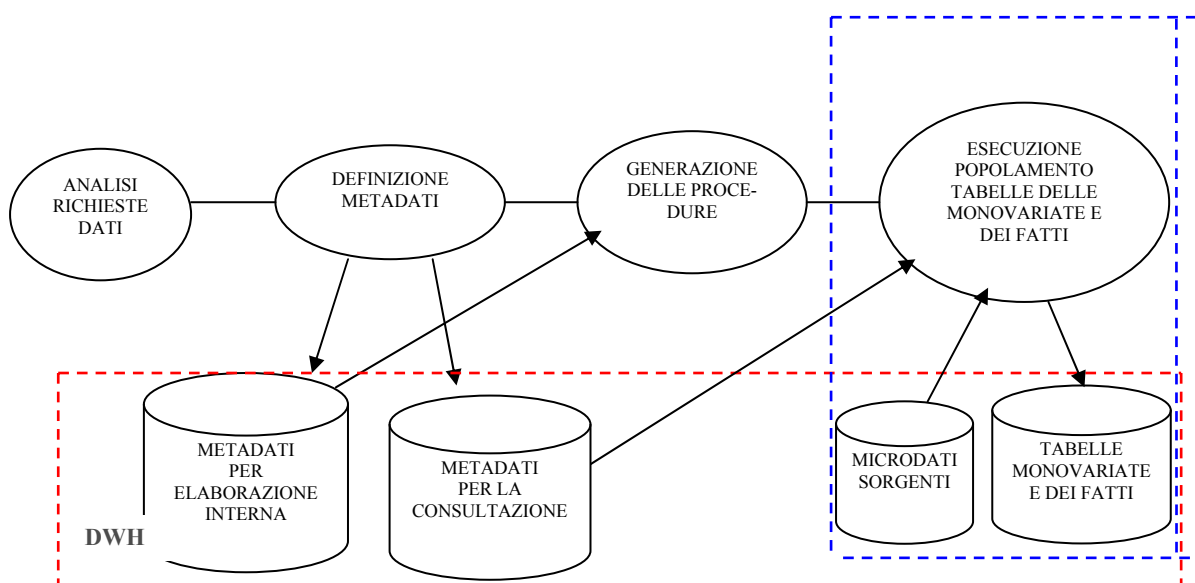 ANALISI
RICHIESTE
DATI
DEFINIZIONE
METADATI
GENERAZIONE
DELLE PROCE-
DURE
ESECUZIONE
POPOLAMENTO
TABELLE DELLE
MONOVARIATE E
DEI FATTI
METADATI
PER
ELABORAZIONE
INTERNA
METADATI
PER LA
CONSULTAZIONE
MICRODATI
SORGENTI
TABELLE
MONOVARIATE
E DEI FATTI
DWH